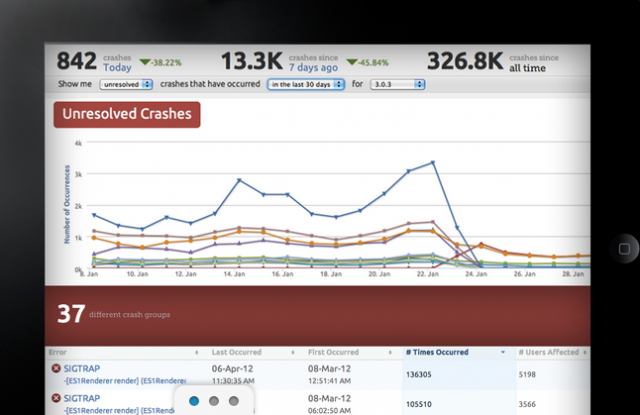 842 crashes Today -38.22% 13.3K crashes since 7 days ago -45.84% 326.8K crashes since all time
Show me unresolved crashes that have occurred in the last 30 days for 3.0.3
Unresolved Crashes
Number of Occurrences
4k
3k
2k
1k
0k
8. Jan 10. Jan 12. Jan 14. Jan 16. Jan 18. Jan 20. Jan 22. Jan 24. Jan 26. Jan 28. Jan
37 different crash groups
Error Last Occurred First Occurred # Times Occurred # Users Affected
SIGTRAP 06-Apr-12 08-Mar-12 136305 5198
-[ES1Renderer render] (ES1Rendere 11:30:35 AM 12:51:41 AM
SIGTRAP 08-Mar-12 105510 3566
-[ES1Renderer render] (ES1 06:02:50 AM